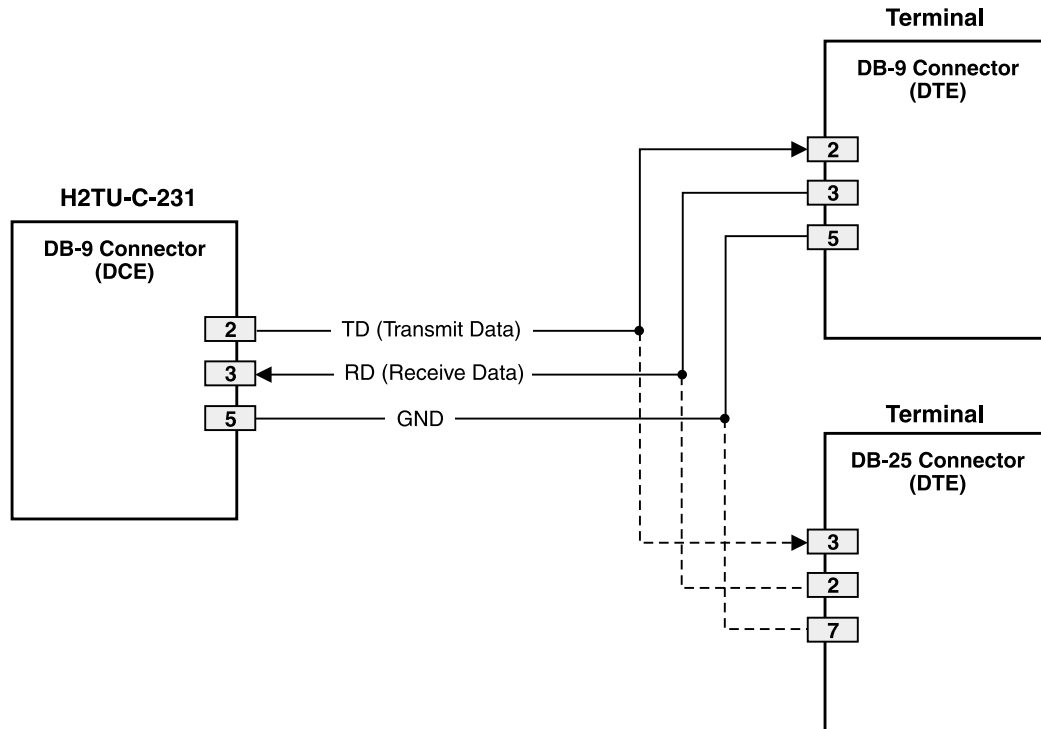 Terminal
DB-9 Connector
(DTE)
2
3
5
H2TU-C-231
DB-9 Connector
(DCE)
2
TD (Transmit Data)
3
RD (Receive Data)
5
GND
Terminal
DB-25 Connector
(DTE)
3
2
7